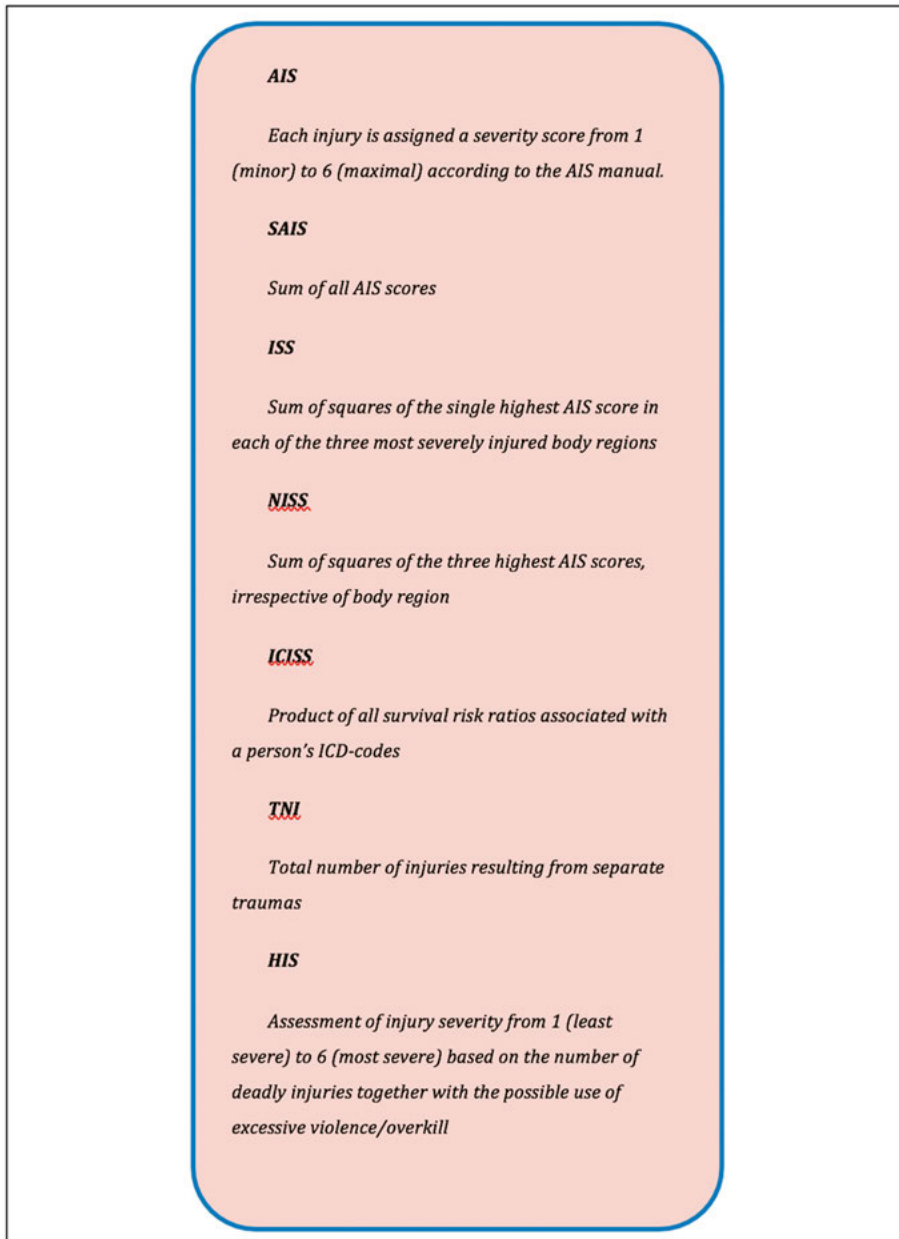 AIS
Each injury is assigned a severity score from 1
(minor) to 6 (maximal) according to the AIS manual.
SAIS
Sum of all AIS scores
ISS
Sum of squares of the single highest AIS score in
each of the three most severely injured body regions
NISS
Sum of squares of the three highest AIS scores,
irrespective of body region
ICISS
Product of all survival risk ratios associated with
a person's ICD-codes
TNI
Total number of injuries resulting from separate
traumas
HIS
Assessment of injury severity from 1 (least
severe) to 6 (most severe) based on the number of
deadly injuries together with the possible use of
excessive violence/overkill